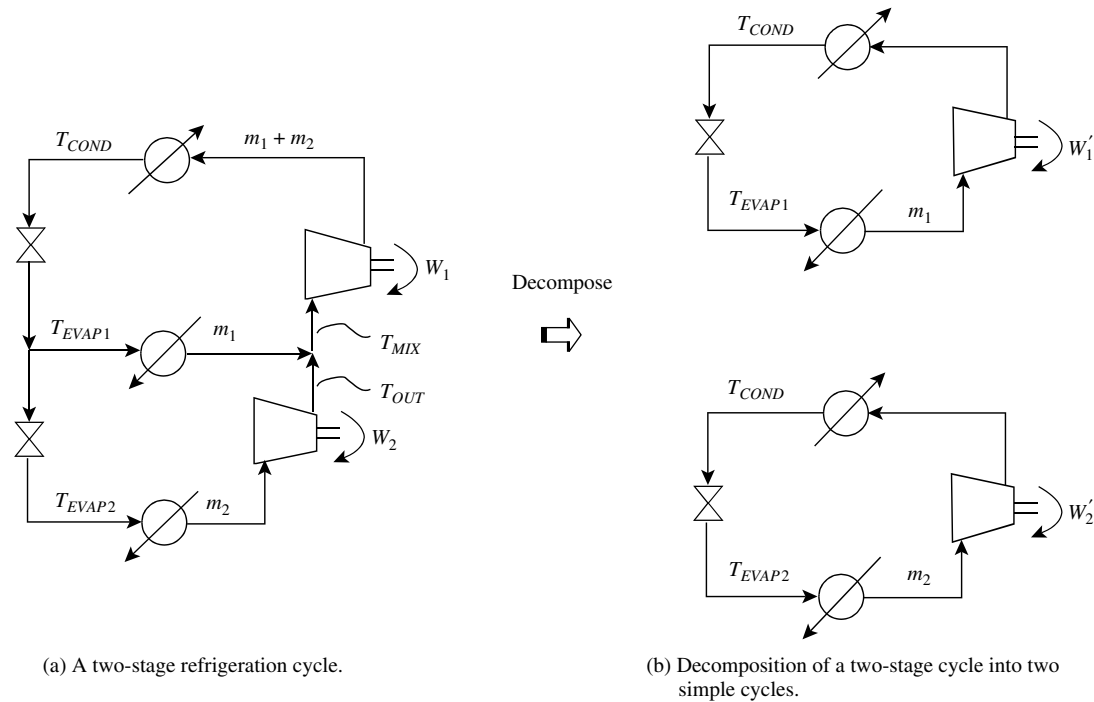 T_COND
m_1 + m_2
W_1
T_EVAP1
m_1
T_MIX
T_OUT
W_2
T_EVAP2
m_2
(a) A two-stage refrigeration cycle.
Decompose
T_COND
W_1′
T_EVAP1
m_1
T_COND
W_2′
T_EVAP2
m_2
(b) Decomposition of a two-stage cycle into two
simple cycles.